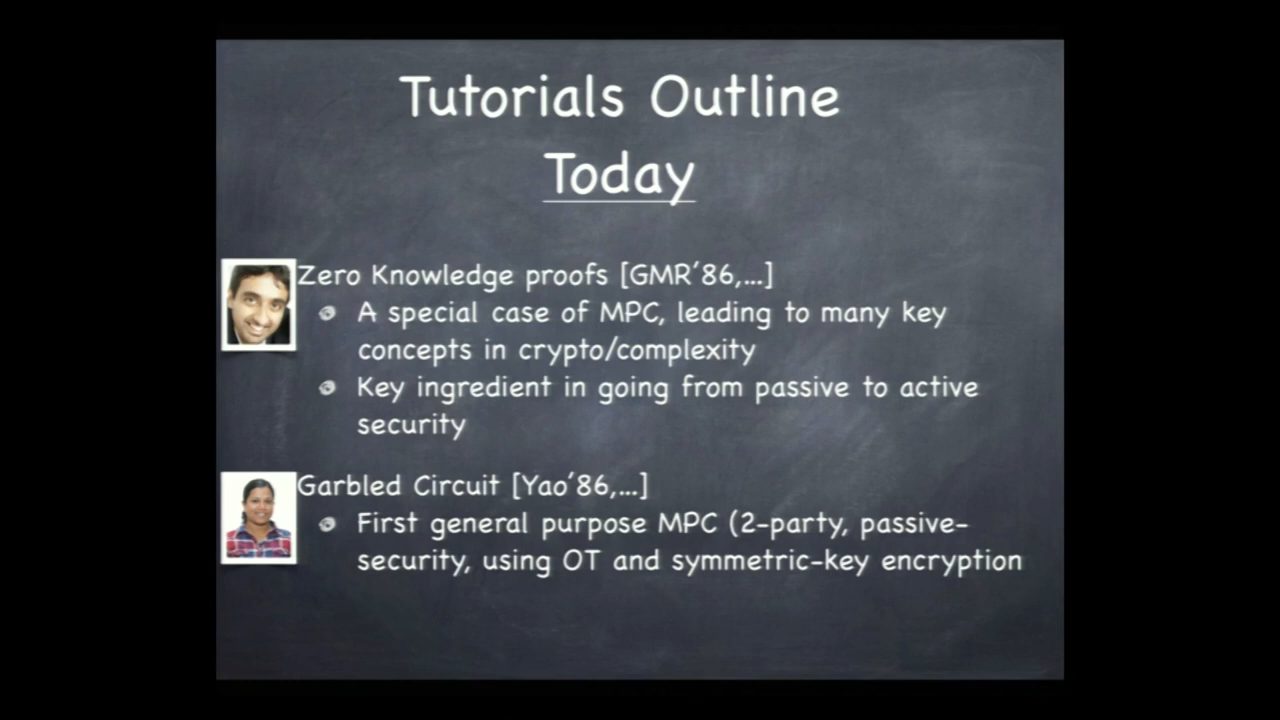 Tutorials Outline
Today
Zero Knowledge proofs [GMR'86,...]
A special case of MPC, leading to many key
concepts in crypto/complexity
Key ingredient in going from passive to active
security
Garbled Circuit [Yao'86,...]
First general purpose MPC (2-party, passive-
security, using OT and symmetric-key encryption